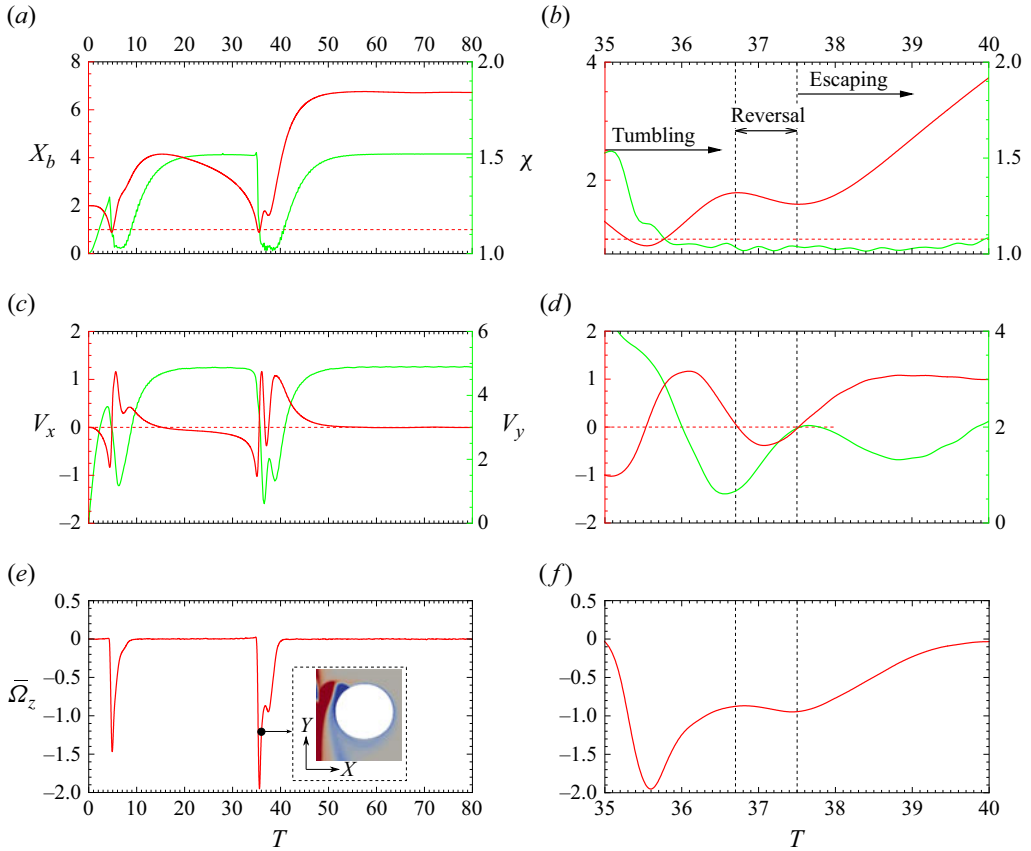 (a)
(b)
0 10 20 30 40 50 60 70 80
35 36 37 38 39 40
8
6
4
2
0
X_b
2.0
1.5
1.0
χ
4
2
2.0
1.5
1.0
Tumbling
Reversal
Escaping
(c)
(d)
2
1
0
–1
–2
V_x
6
4
2
0
V_y
2
1
0
–1
–2
4
2
0
(e)
(f)
0.5
0
–0.5
–1.0
–1.5
–2.0
Ω̄_z
Y
X
0 10 20 30 40 50 60 70 80
T
0.5
0
–0.5
–1.0
–1.5
–2.0
35 36 37 38 39 40
T